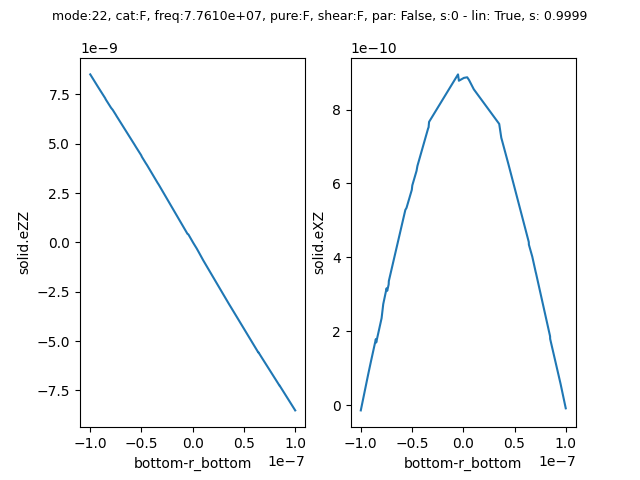 mode:22, cat:F, freq:7.7610e+07, pure:F, shear:F, par: False, s:0 - lin: True, s: 0.9999
1e−9
7.5
5.0
2.5
0.0
−2.5
−5.0
−7.5
solid.eZZ
−1.0
−0.5
0.0
0.5
1.0
bottom-r_bottom
1e−7
1e−10
8
6
4
2
0
solid.eXZ
−1.0
−0.5
0.0
0.5
1.0
bottom-r_bottom
1e−7